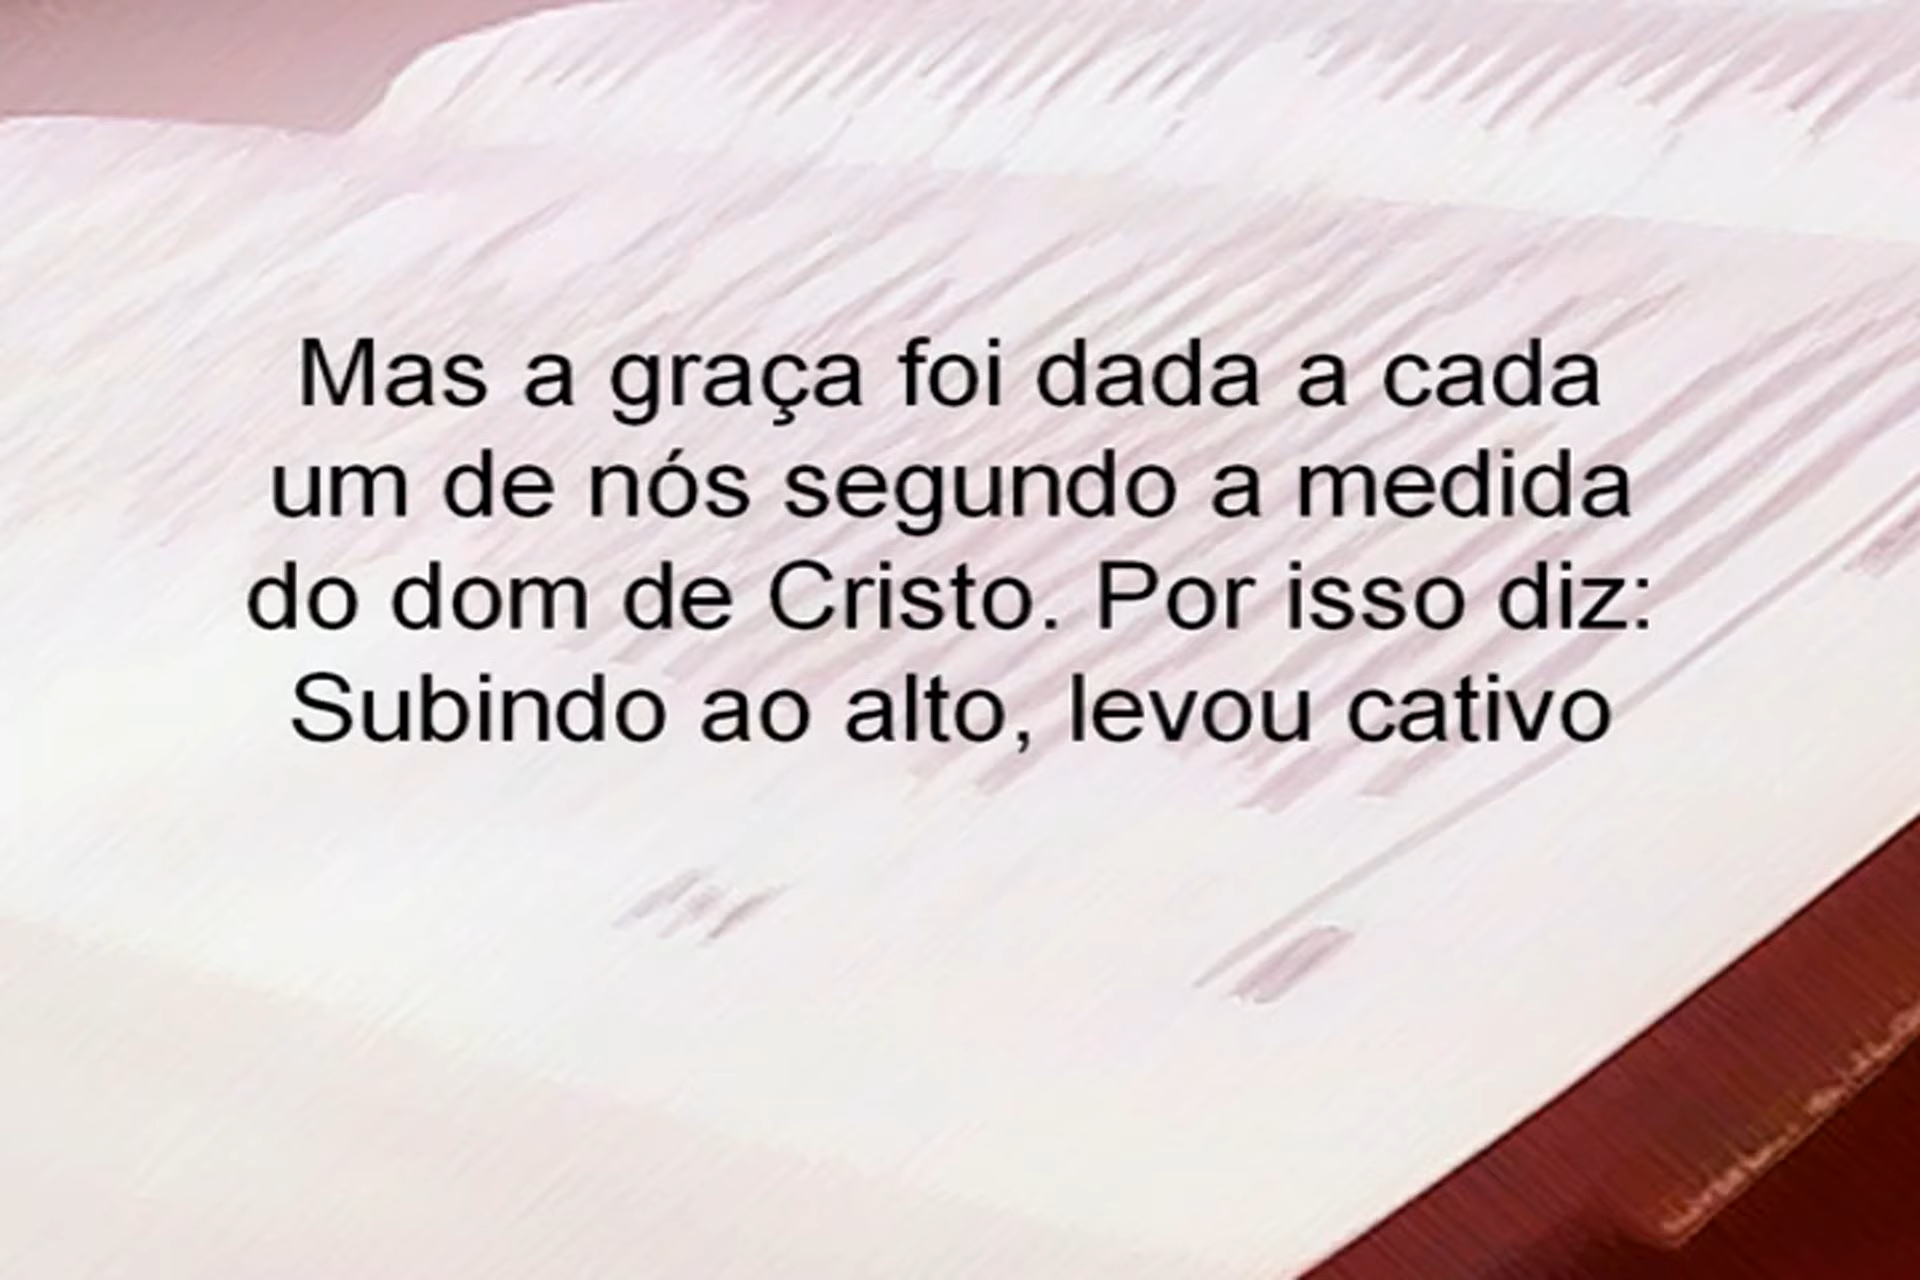 Mas a graça foi dada a cada
um de nós segundo a medida
do dom de Cristo. Por isso diz:
Subindo ao alto, levou cativo